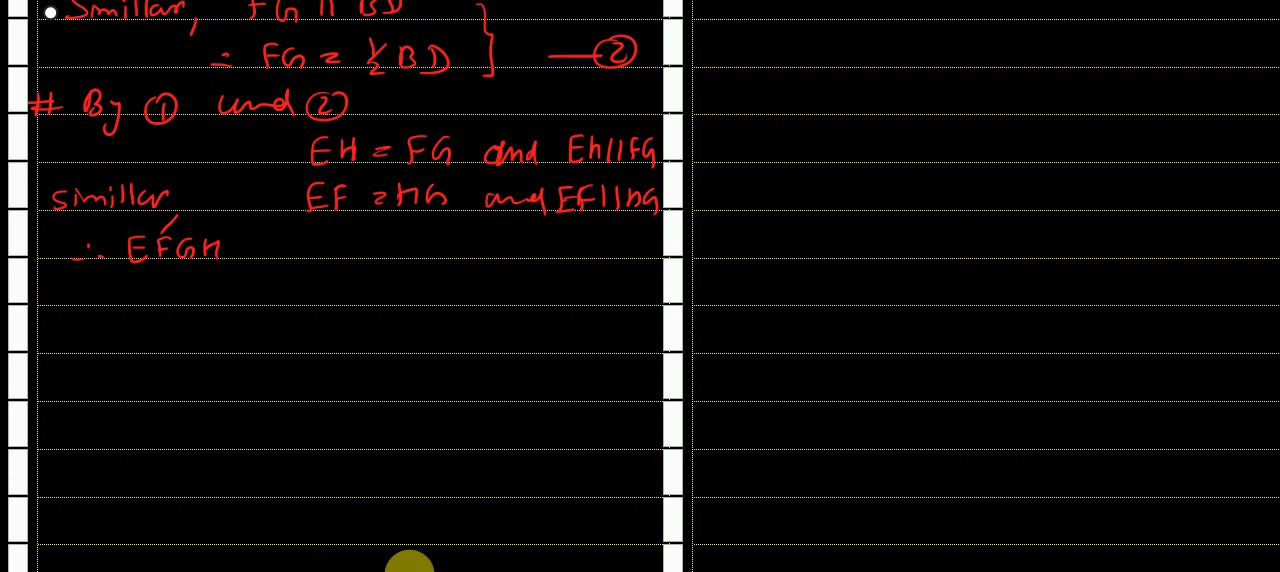 Smillar, FG || BD
= FG = 1/2 BD } — ②
# By ① and ②
EH = FG and EH||FG
Simillar EF = HG and EF||HG
∴ EFGH